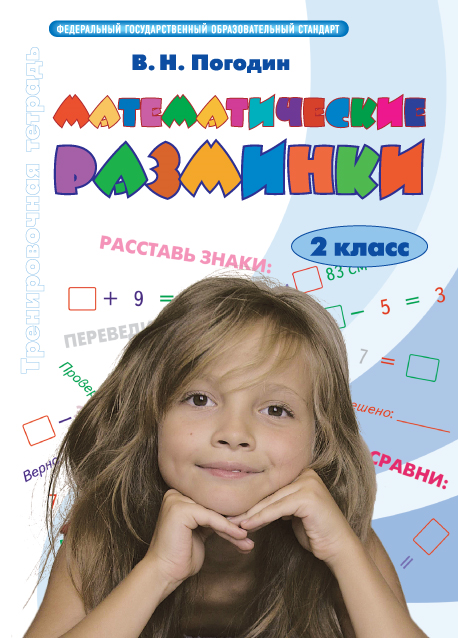 ФЕДЕРАЛЬНЫЙ ГОСУДАРСТВЕННЫЙ ОБРАЗОВАТЕЛЬНЫЙ СТАНДАРТ
В. Н. Погодин
МАТЕМАТИЧЕСКИЕ
РАЗМИНКИ
Тренировочная тетрадь
2 класс
РАССТАВЬ ЗНАКИ:
83 см
+ 9 =
- 5 = 3
7 =
СРАВНИ:
=